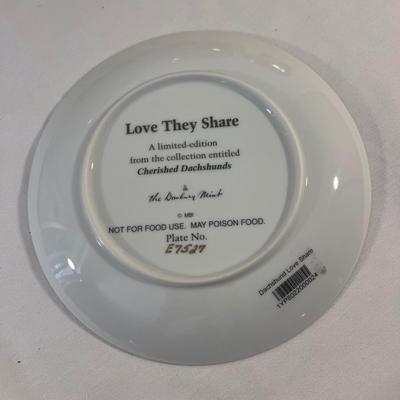 Love They Share
A limited-edition
from the collection entitled
Cherished Dachshunds
&
the Danbury Mint
© MBI
NOT FOR FOOD USE. MAY POISON FOOD.
Plate No.
E7527
Dachshund Love Share
1YP8022000024